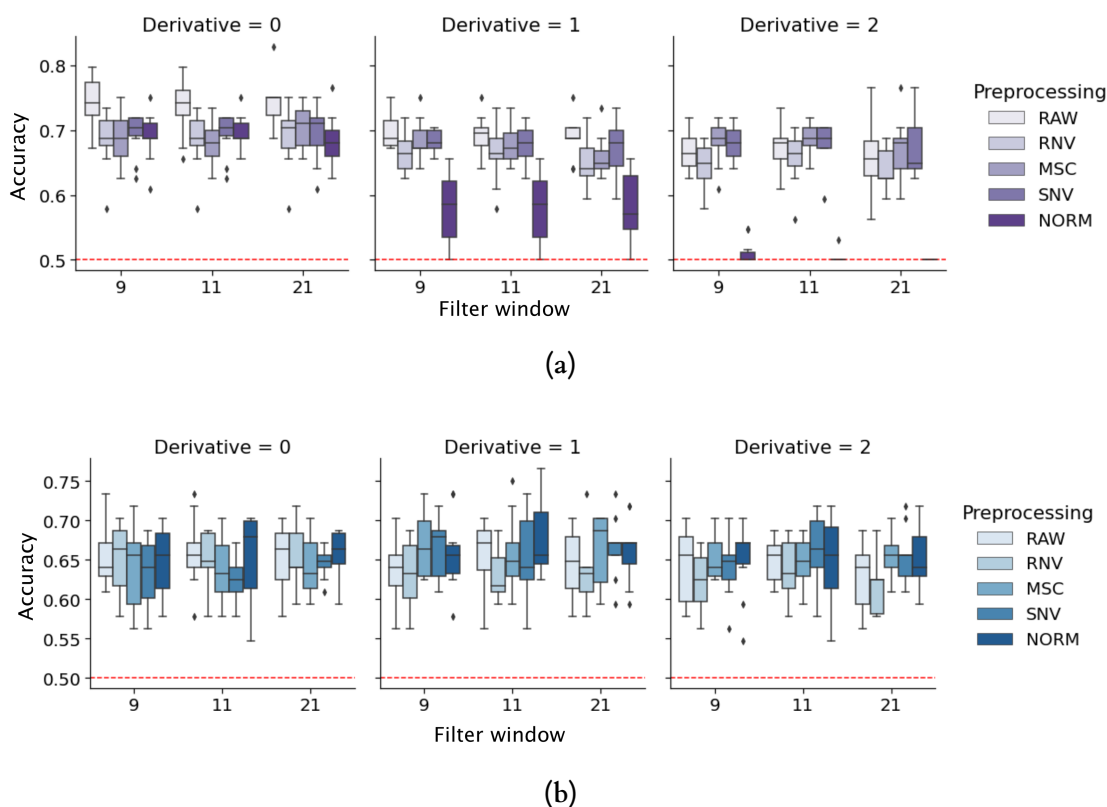 Derivative = 0 Derivative = 1 Derivative = 2
Accuracy
0.8
0.7
0.6
0.5
9 11 21 9 11 21 9 11 21
Filter window
Preprocessing
RAW
RNV
MSC
SNV
NORM
(a)
Derivative = 0 Derivative = 1 Derivative = 2
Accuracy
0.75
0.70
0.65
0.60
0.55
0.50
9 11 21 9 11 21 9 11 21
Filter window
Preprocessing
RAW
RNV
MSC
SNV
NORM
(b)